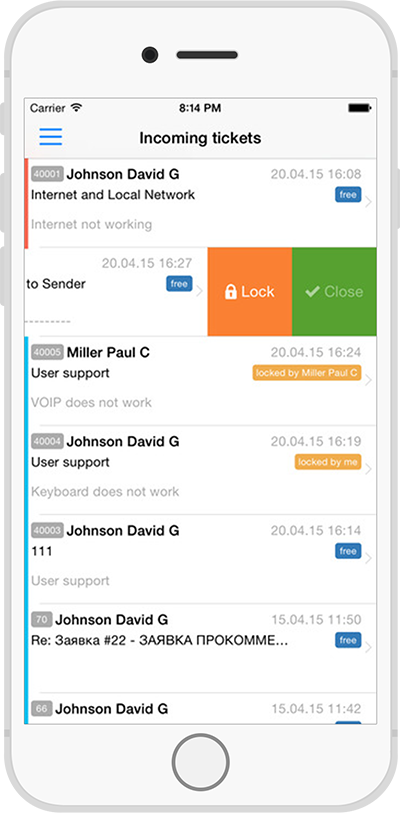 Carrier 8:14 PM
Incoming tickets
40001 Johnson David G 20.04.15 16:08
Internet and Local Network free
Internet not working
20.04.15 16:27
to Sender free
Lock Close
---------
40005 Miller Paul C 20.04.15 16:24
User support locked by Miller Paul C
VOIP does not work
40004 Johnson David G 20.04.15 16:19
User support locked by me
Keyboard does not work
40003 Johnson David G 20.04.15 16:14
111 free
User support
70 Johnson David G 15.04.15 11:50
Re: Заявка #22 - ЗАЯВКА ПРОКОММЕ... free
66 Johnson David G 15.04.15 11:42